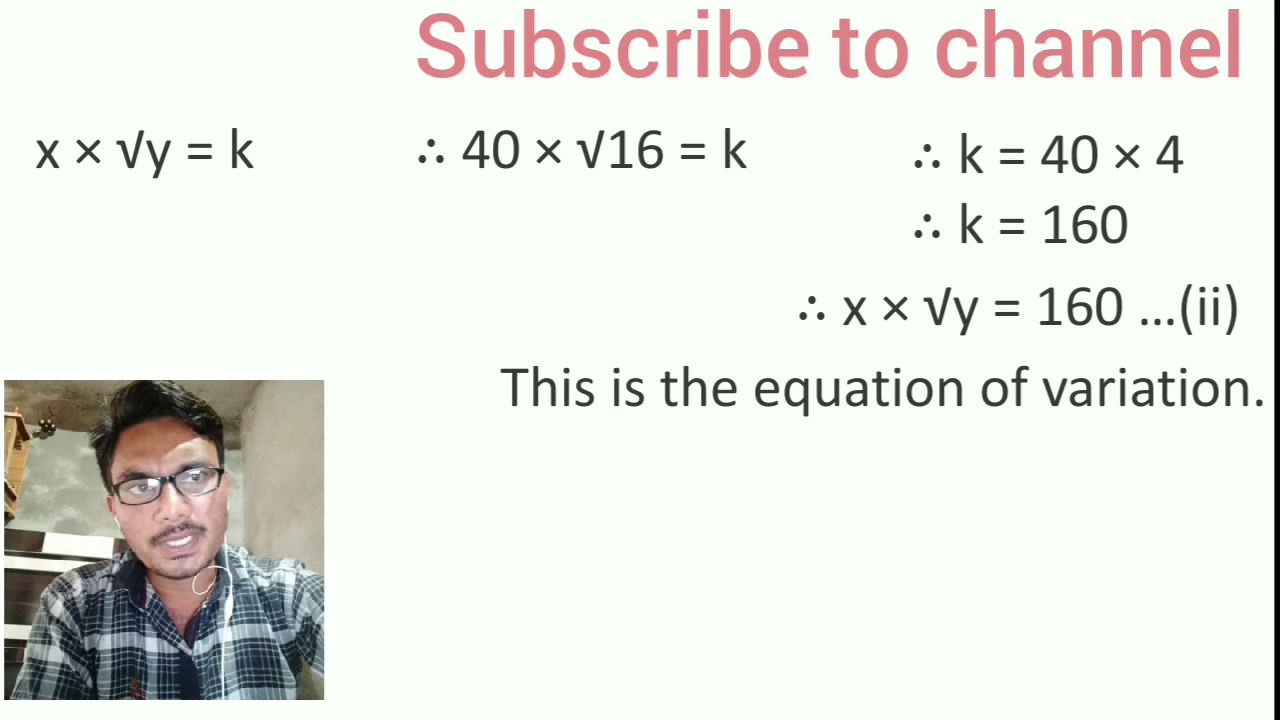 Subscribe to channel
x × √y = k
∴ 40 × √16 = k
∴ k = 40 × 4
∴ k = 160
∴ x × √y = 160 ...(ii)
This is the equation of variation.